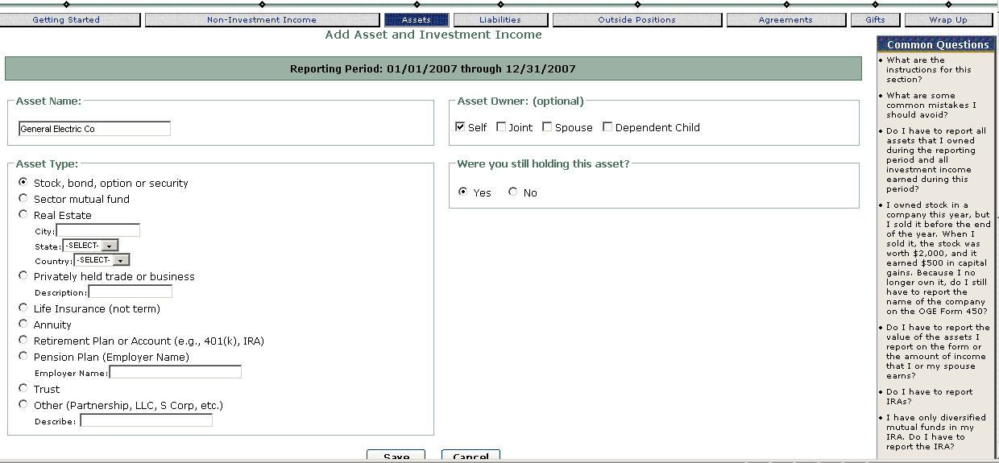 Getting Started Non-Investment Income Assets Liabilities Outside Positions Agreements Gifts Wrap Up
Add Asset and Investment Income
Reporting Period: 01/01/2007 through 12/31/2007
Asset Name:
General Electric Co
Asset Owner: (optional)
Self Joint Spouse Dependent Child
Asset Type:
Stock, bond, option or security
Sector mutual fund
Real Estate
City:
State: -SELECT-
Country: -SELECT-
Privately held trade or business
Description:
Life Insurance (not term)
Annuity
Retirement Plan or Account (e.g., 401(k), IRA)
Pension Plan (Employer Name)
Employer Name:
Trust
Other (Partnership, LLC, S Corp, etc.)
Describe:
Were you still holding this asset?
Yes No
Save Cancel
Common Questions
• What are the
instructions for this
section?
• What are some
common mistakes I
should avoid?
• Do I have to report all
assets that I owned
during the reporting
period and all
investment income
earned during this
period?
• I owned stock in a
company this year, but
I sold it before the end
of the year. When I
sold it, the stock was
worth $2,000, and it
earned $500 in capital
gains. Because I no
longer own it, do I still
have to report the
name of the company
on the OGE Form 450?
• Do I have to report the
value of the assets I
report on the form or
the amount of income
that I or my spouse
earns?
• Do I have to report
IRAs?
• I have only diversified
mutual funds in my
IRA. Do I have to
report the IRA?